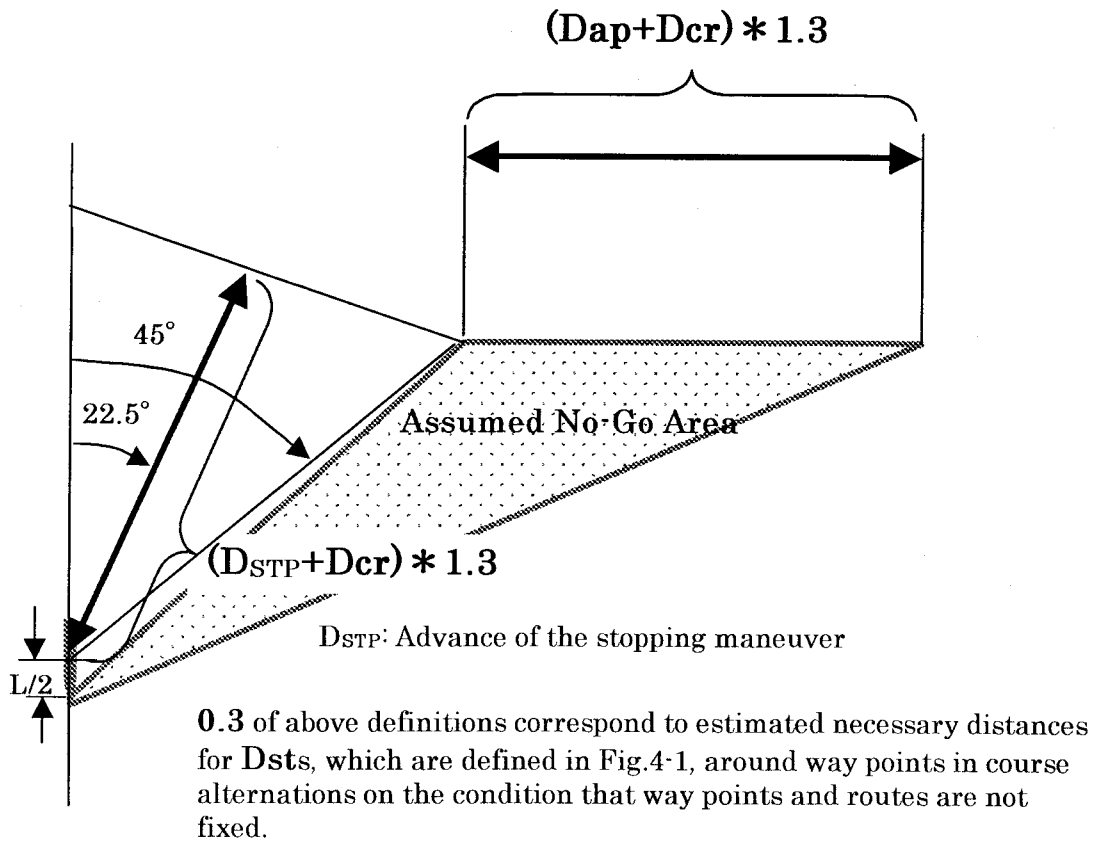 (Dap+Dcr)＊1.3
45°
22.5°
Assumed No-Go Area
(DSTP+Dcr)＊1.3
DSTP: Advance of the stopping maneuver
L/2
0.3 of above definitions correspond to estimated necessary distances
for Dsts, which are defined in Fig.4-1, around way points in course
alternations on the condition that way points and routes are not
fixed.